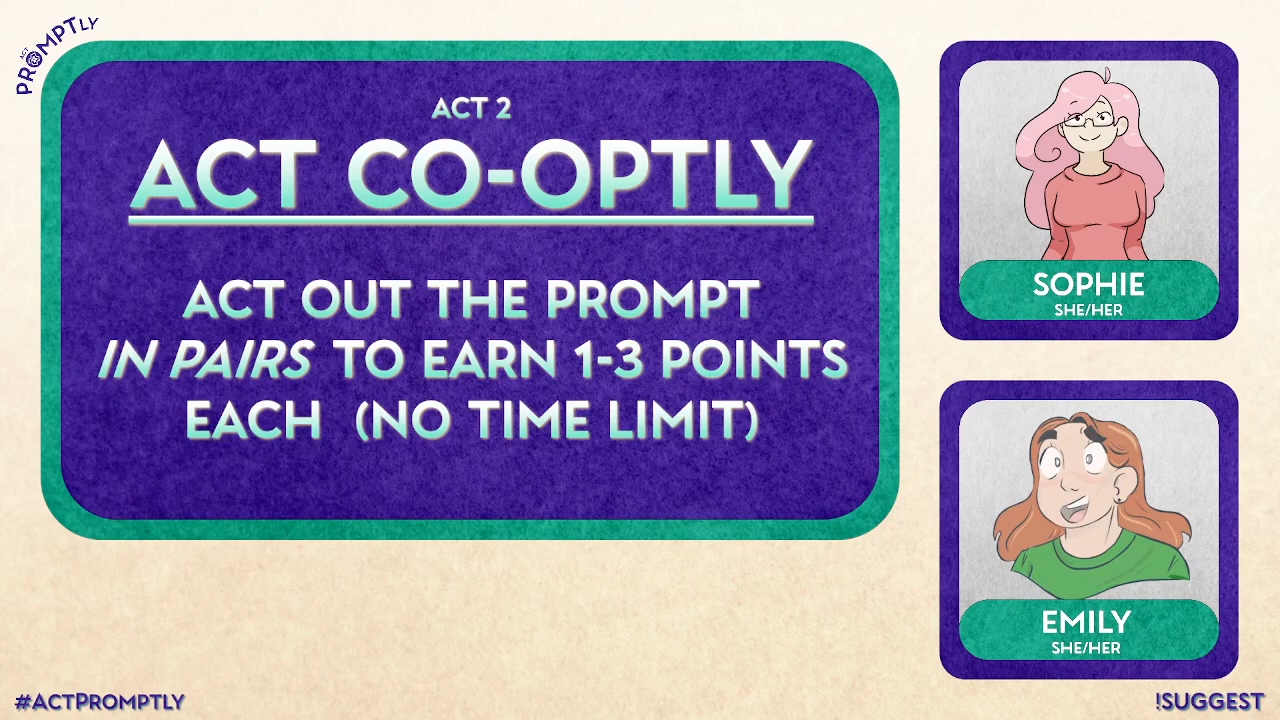 ACT PROMPTLY
ACT 2
ACT CO-OPTLY
ACT OUT THE PROMPT
IN PAIRS TO EARN 1-3 POINTS
EACH (NO TIME LIMIT)
SOPHIE
SHE/HER
EMILY
SHE/HER
#ACTPROMPTLY
!SUGGEST